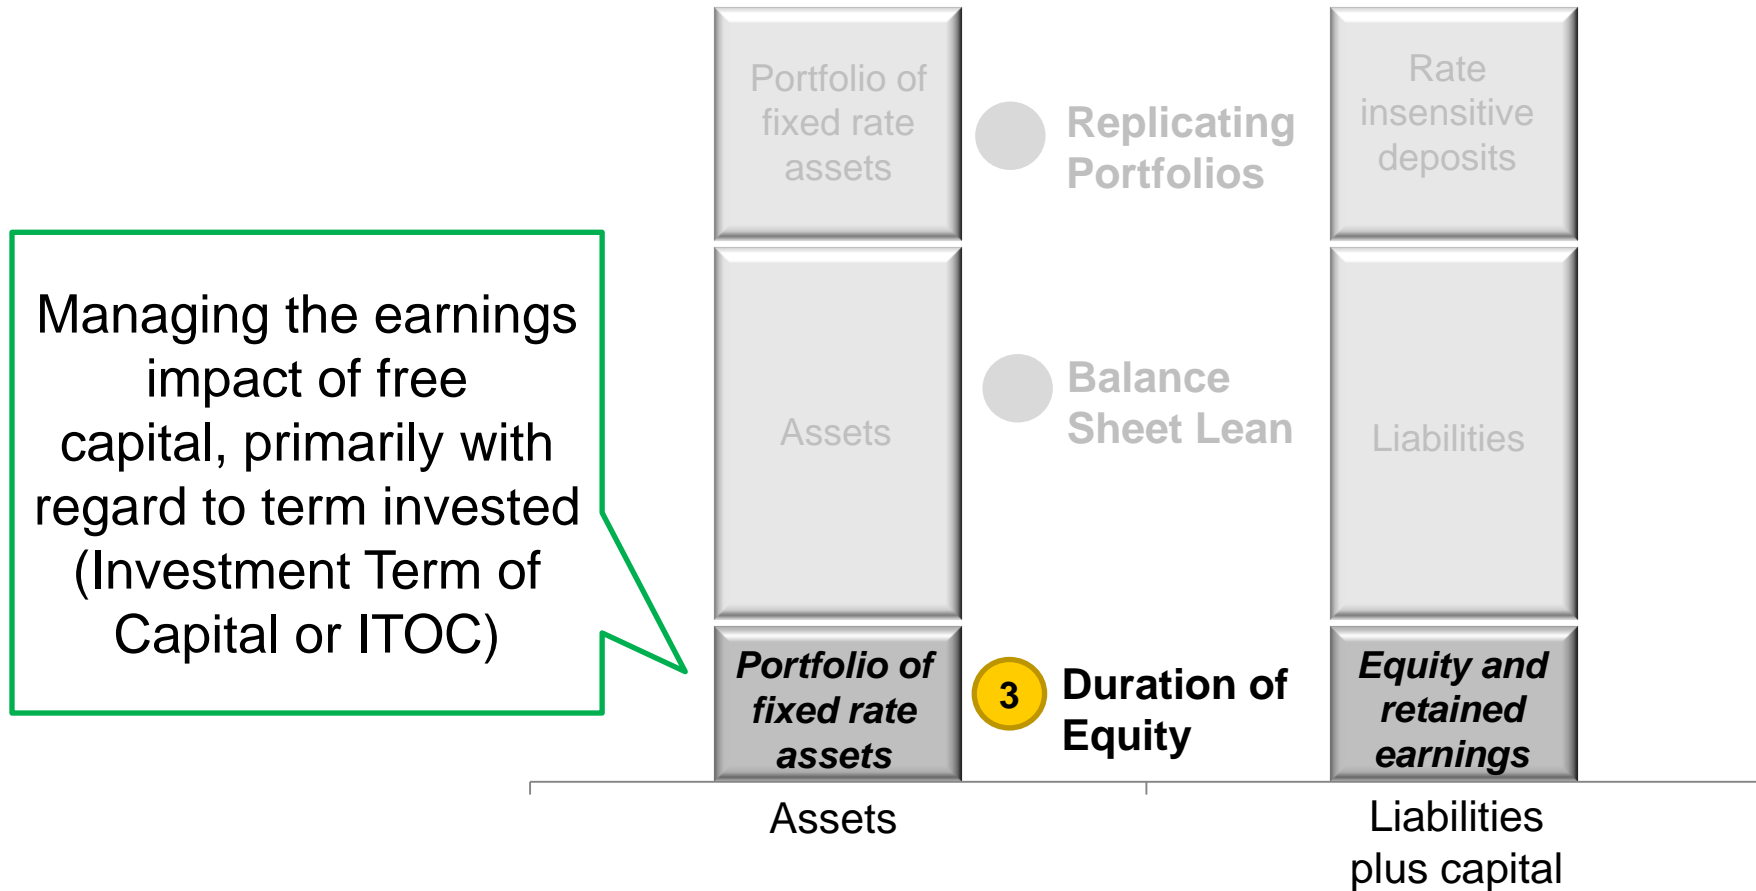 Portfolio of
fixed rate
assets
Replicating
Portfolios
Rate
insensitive
deposits
Managing the earnings
impact of free
capital, primarily with
regard to term invested
(Investment Term of
Capital or ITOC)
Assets
Balance
Sheet Lean
Liabilities
Portfolio of
fixed rate
assets
3
Duration of
Equity
Equity and
retained
earnings
Assets
Liabilities
plus capital